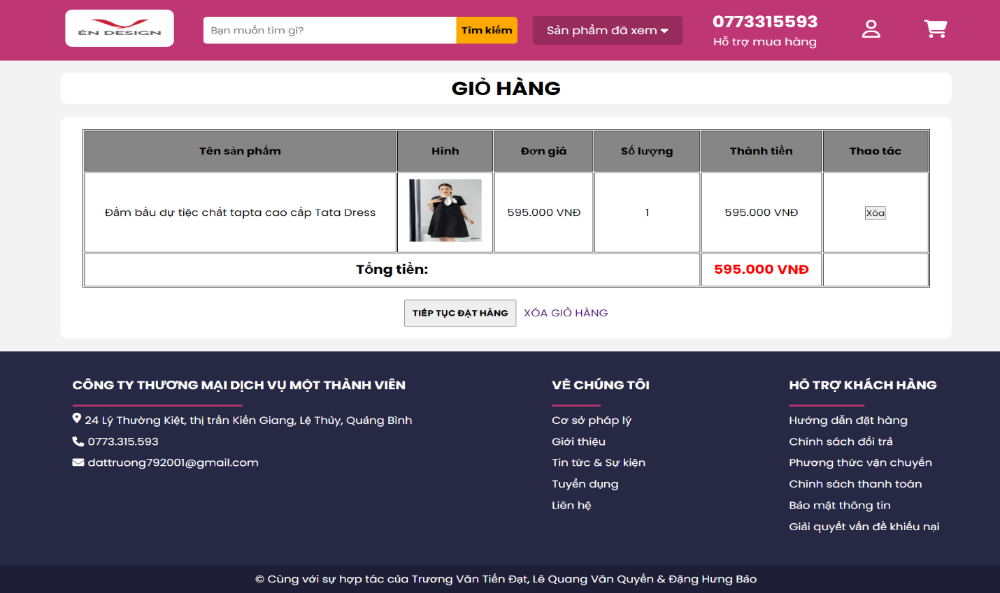 ÉN DESIGN
Bạn muốn tìm gì?
Tìm kiếm
Sản phẩm đã xem
0773315593
Hỗ trợ mua hàng
GIỎ HÀNG
Tên sản phẩm
Hình
Đơn giá
Số lượng
Thành tiền
Thao tác
Đầm bầu dự tiệc chất tapta cao cấp Tata Dress
595.000 VNĐ
1
595.000 VNĐ
Xóa
Tổng tiền:
595.000 VNĐ
TIẾP TỤC ĐẶT HÀNG
XÓA GIỎ HÀNG
CÔNG TY THƯƠNG MẠI DỊCH VỤ MỘT THÀNH VIÊN
24 Lý Thường Kiệt, thị trấn Kiến Giang, Lệ Thủy, Quảng Bình
0773.315.593
dattruong792001@gmail.com
VỀ CHÚNG TÔI
Cơ sở pháp lý
Giới thiệu
Tin tức & Sự kiện
Tuyển dụng
Liên hệ
HỖ TRỢ KHÁCH HÀNG
Hướng dẫn đặt hàng
Chính sách đổi trả
Phương thức vận chuyển
Chính sách thanh toán
Bảo mật thông tin
Giải quyết vấn đề khiếu nại
© Cùng với sự hợp tác của Trương Văn Tiến Đạt, Lê Quang Văn Quyến & Đặng Hưng Bảo